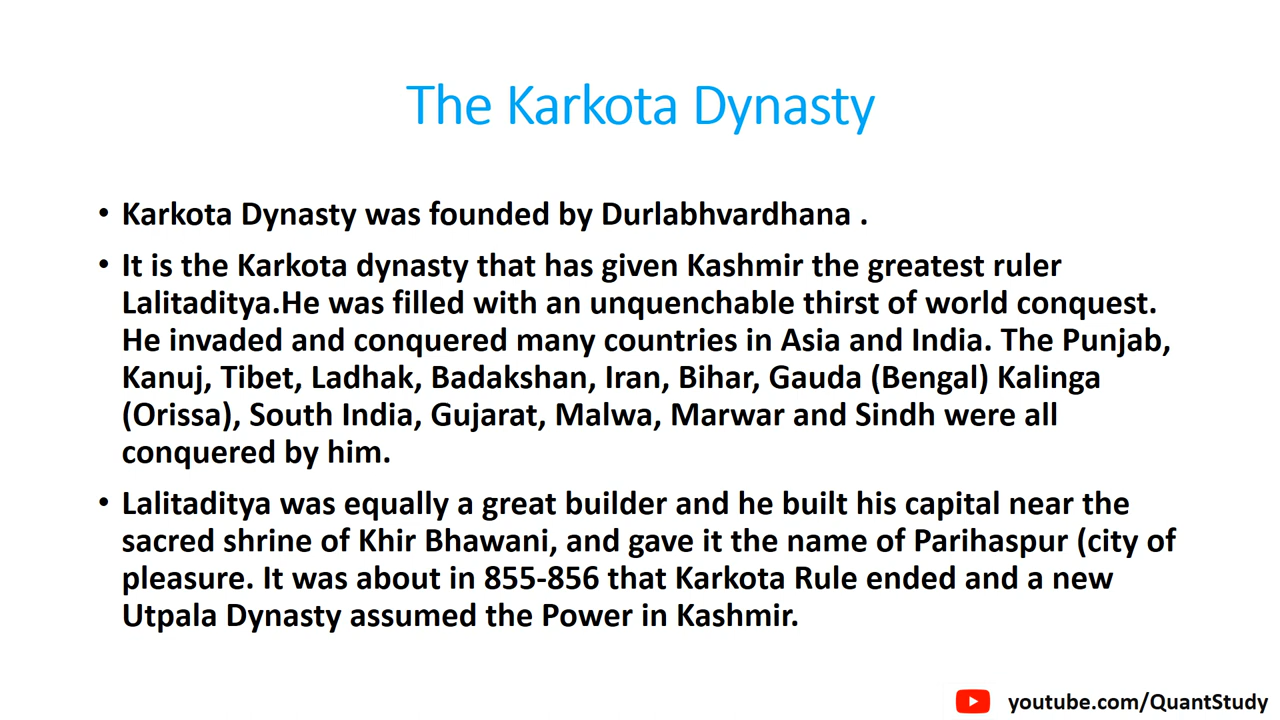 The Karkota Dynasty
• Karkota Dynasty was founded by Durlabhvardhana .
• It is the Karkota dynasty that has given Kashmir the greatest ruler
Lalitaditya.He was filled with an unquenchable thirst of world conquest.
He invaded and conquered many countries in Asia and India. The Punjab,
Kanuj, Tibet, Ladhak, Badakshan, Iran, Bihar, Gauda (Bengal) Kalinga
(Orissa), South India, Gujarat, Malwa, Marwar and Sindh were all
conquered by him.
• Lalitaditya was equally a great builder and he built his capital near the
sacred shrine of Khir Bhawani, and gave it the name of Parihaspur (city of
pleasure. It was about in 855-856 that Karkota Rule ended and a new
Utpala Dynasty assumed the Power in Kashmir.
youtube.com/QuantStudy